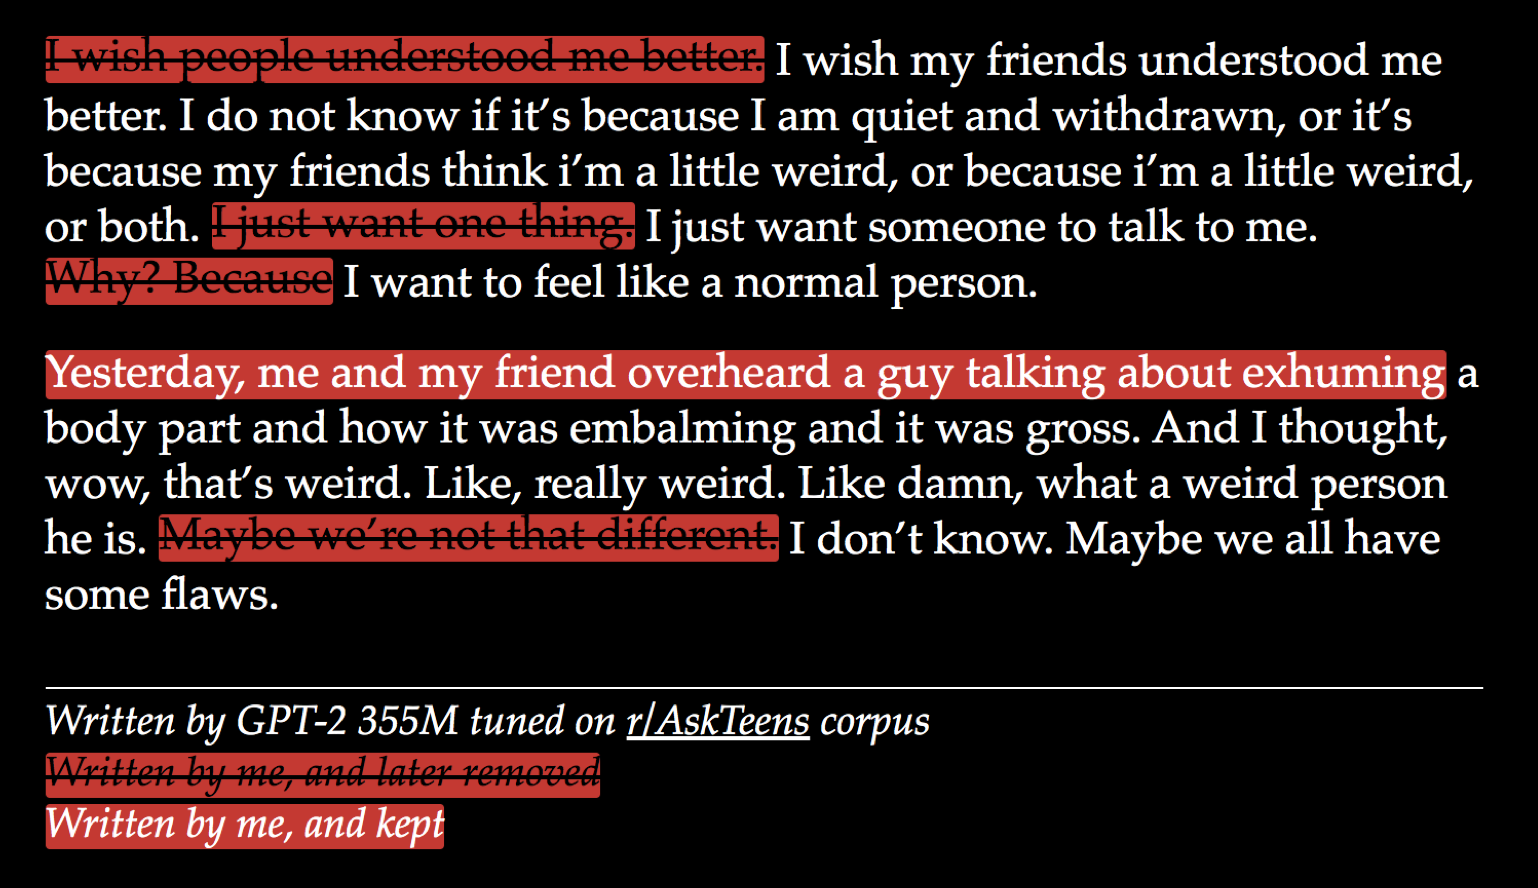 I wish people understood me better. I wish my friends understood me
better. I do not know if it’s because I am quiet and withdrawn, or it’s
because my friends think i’m a little weird, or because i’m a little weird,
or both. I just want one thing. I just want someone to talk to me.
Why? Because I want to feel like a normal person.
Yesterday, me and my friend overheard a guy talking about exhuming a
body part and how it was embalming and it was gross. And I thought,
wow, that’s weird. Like, really weird. Like damn, what a weird person
he is. Maybe we’re not that different. I don’t know. Maybe we all have
some flaws.
Written by GPT-2 355M tuned on r/AskTeens corpus
Written by me, and later removed
Written by me, and kept